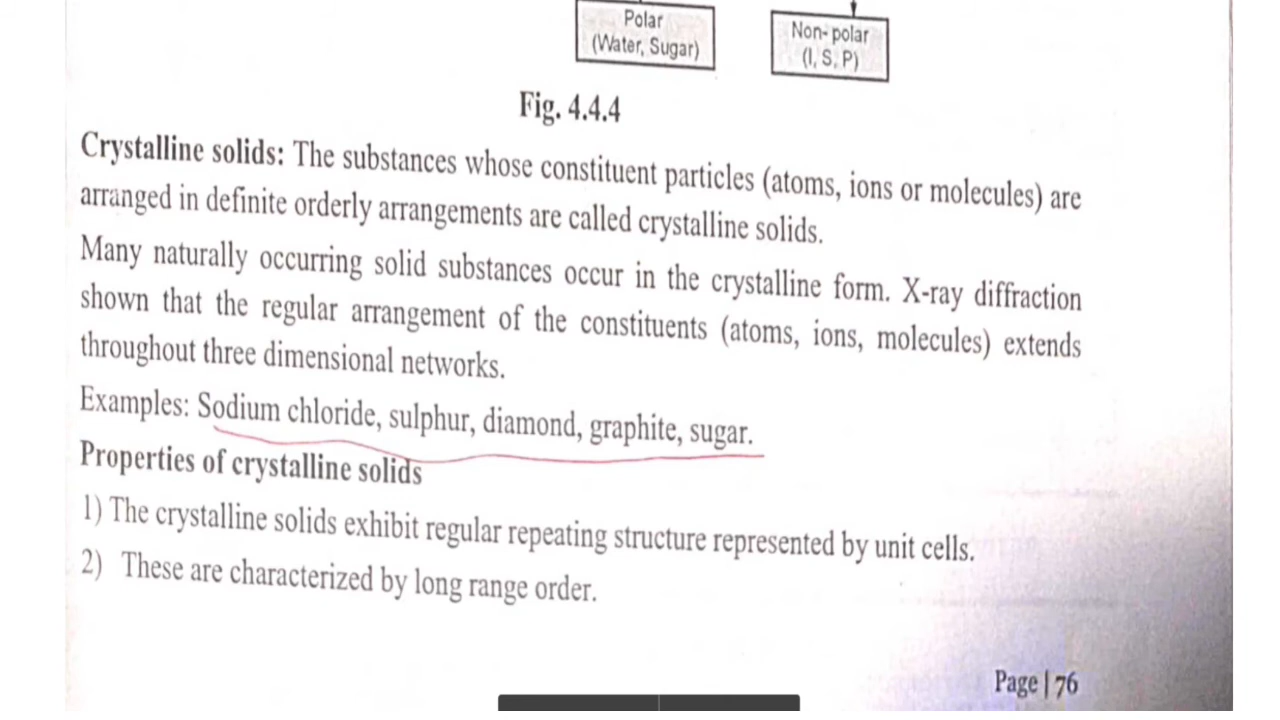 Polar
(Water, Sugar)
Non-polar
(I, S, P)
Fig. 4.4.4
Crystalline solids: The substances whose constituent particles (atoms, ions or molecules) are
arranged in definite orderly arrangements are called crystalline solids.
Many naturally occurring solid substances occur in the crystalline form. X-ray diffraction
shown that the regular arrangement of the constituents (atoms, ions, molecules) extends
throughout three dimensional networks.
Examples: Sodium chloride, sulphur, diamond, graphite, sugar.
Properties of crystalline solids
1) The crystalline solids exhibit regular repeating structure represented by unit cells.
2) These are characterized by long range order.
Page | 76